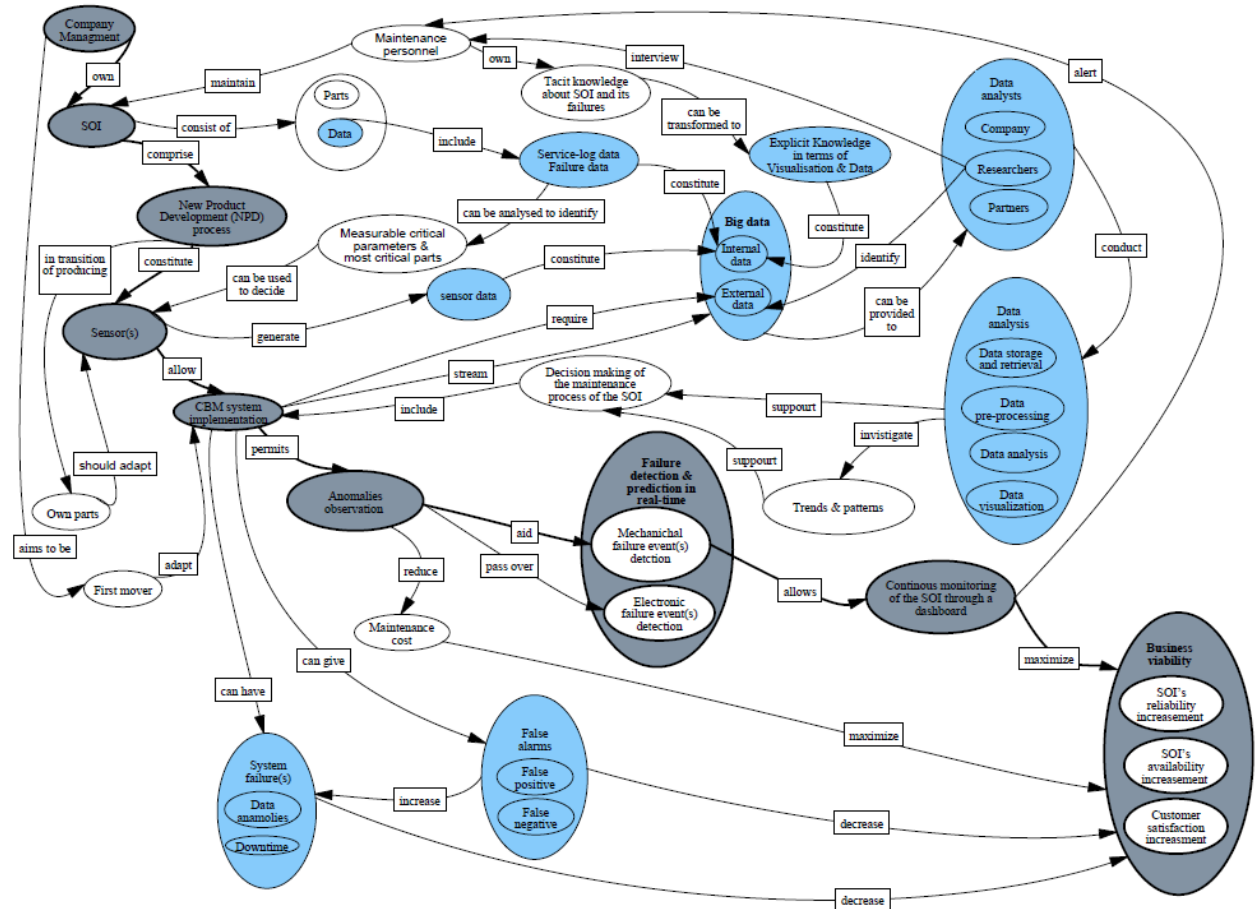 Company
Managment
own
SOI
maintain
Maintenance
personnel
own
interview
alert
Tacit knowledge
about SOI and its
failures
can be
transformed to
Explicit Knowledge
in terms of
Visualisation & Data
Data
analysts
Company
Researchers
Partners
consist of
Parts
Data
include
comprise
Service-log data
Failure data
constitute
New Product
Development (NPD)
process
can be analysed to identify
Measurable critical
parameters &
most critical parts
Big data
Internal
data
External
data
constitute
identify
conduct
in transition
of producing
constitute
can be used
to decide
sensor data
constitute
can be
provided
to
Sensor(s)
generate
require
Data
analysis
Data storage
and retrieval
Data
pre-processing
Data analysis
Data
visualization
allow
stream
Decision making of
the maintenance
process of the SOI
include
suppourt
CBM system
implementation
invistigate
permits
should adapt
Failure
detection &
prediction in
real-time
suppourt
Trends & patterns
Own parts
Anomalies
observation
aid
Mechanichal
failure event(s)
detction
aims to be
adapt
First mover
reduce
pass over
Electronic
failure event(s)
detection
allows
Continous monitoring
of the SOI through a
dashboard
Maintenance
cost
can give
maximize
Business
viability
SOI's
reliability
increasement
SOI's
availability
increasement
Customer
satisfaction
increasment
can have
maximize
System
failure(s)
Data
anamolies
Downtime
increase
False
alarms
False
positive
False
negative
decrease
decrease